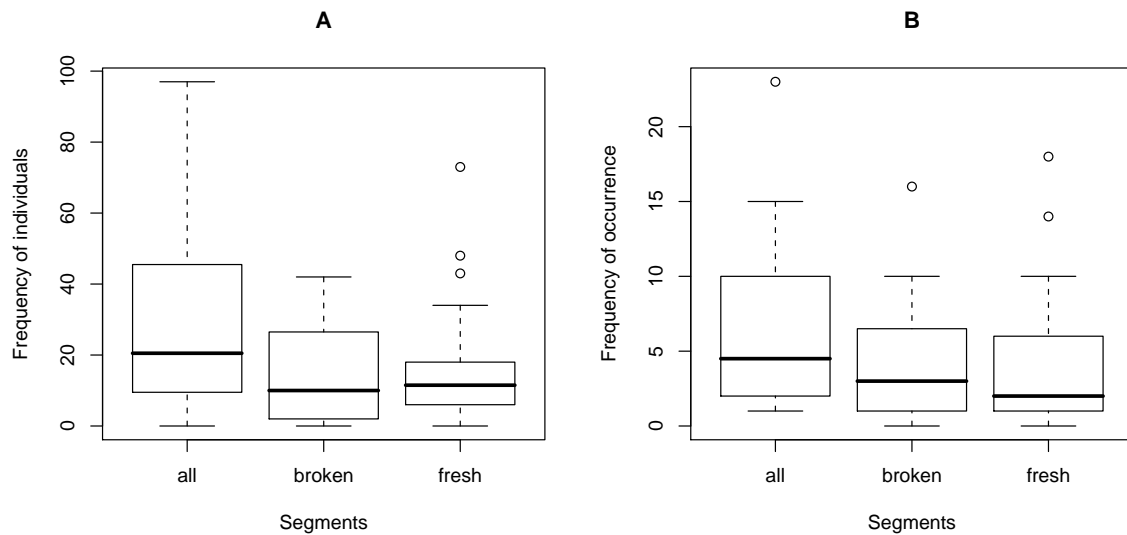 A
Frequency of individuals
100
80
60
40
20
0
all broken fresh
Segments
B
Frequency of occurrence
20
15
10
5
0
all broken fresh
Segments